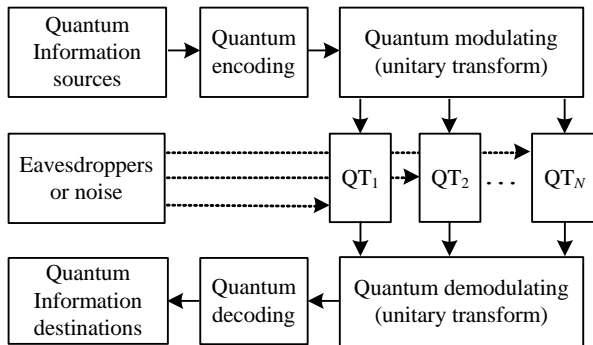 Quantum
Information
sources
Quantum
encoding
Quantum modulating
(unitary transform)
Eavesdroppers
or noise
QT₁
QT₂
...
QT_N
Quantum
Information
destinations
Quantum
decoding
Quantum demodulating
(unitary transform)